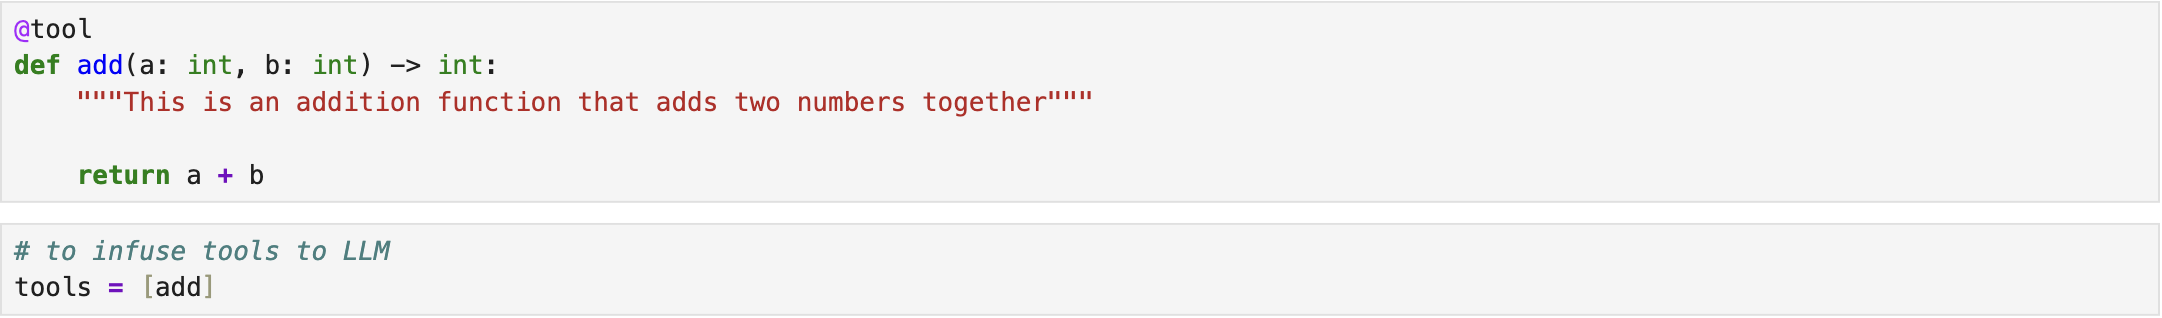 @tool
def add(a: int, b: int) -> int:
    """This is an addition function that adds two numbers together"""
    return a + b
# to infuse tools to LLM
tools = [add]